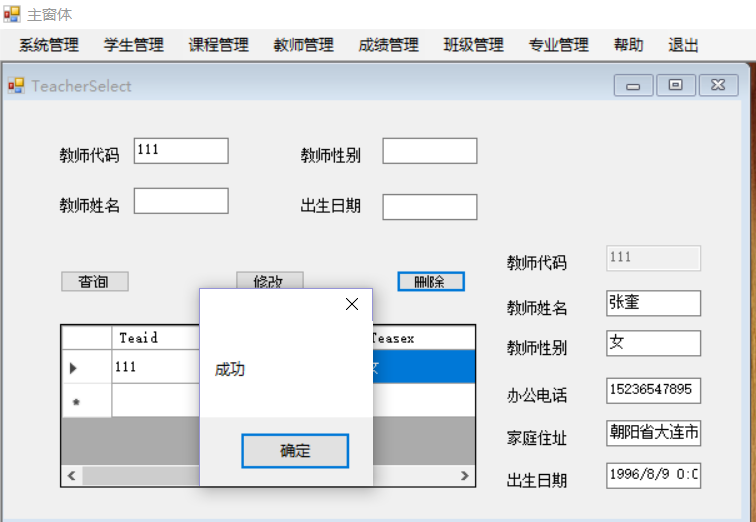 主窗体
系统管理 学生管理 课程管理 教师管理 成绩管理 班级管理 专业管理 帮助 退出
TeacherSelect
教师代码 111 教师性别
教师姓名 出生日期
教师代码 111
查询 修改 删除
教师姓名 张奎
Teaid Teasex
教师性别 女
111 女
成功
办公电话 15236547895
家庭住址 朝阳省大连市
确定
出生日期 1996/8/9 0:0